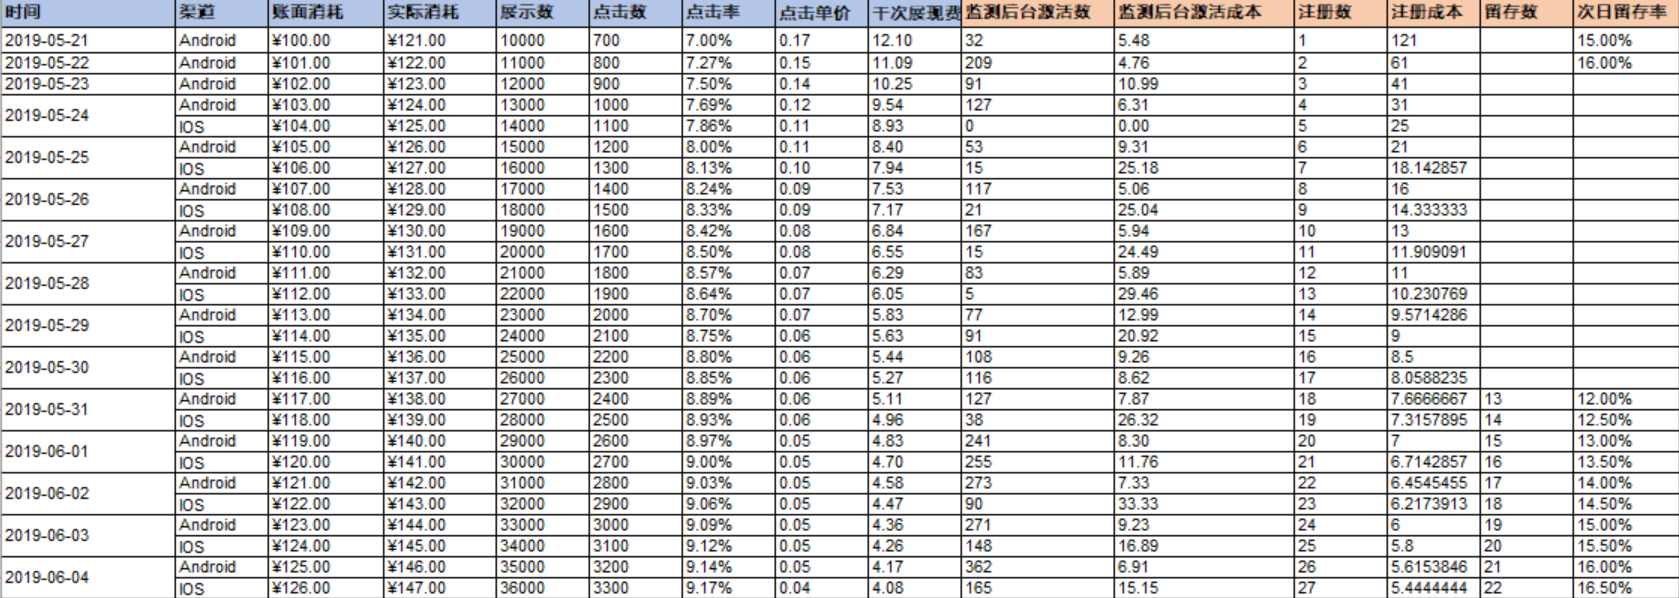 时间 渠道 账面消耗 实际消耗 展示数 点击数 点击率 点击单价 千次展现费 监测后台激活数 监测后台激活成本 注册数 注册成本 留存数 次日留存率
2019-05-21 Android ¥100.00 ¥121.00 10000 700 7.00% 0.17 12.10 32 5.48 1 121 15.00%
2019-05-22 Android ¥101.00 ¥122.00 11000 800 7.27% 0.15 11.09 209 4.76 2 61 16.00%
2019-05-23 Android ¥102.00 ¥123.00 12000 900 7.50% 0.14 10.25 91 10.99 3 41
2019-05-24 Android ¥103.00 ¥124.00 13000 1000 7.69% 0.12 9.54 127 6.31 4 31
IOS ¥104.00 ¥125.00 14000 1100 7.86% 0.11 8.93 0 0.00 5 25
2019-05-25 Android ¥105.00 ¥126.00 15000 1200 8.00% 0.11 8.40 53 9.31 6 21
IOS ¥106.00 ¥127.00 16000 1300 8.13% 0.10 7.94 15 25.18 7 18.142857
2019-05-26 Android ¥107.00 ¥128.00 17000 1400 8.24% 0.09 7.53 117 5.06 8 16
IOS ¥108.00 ¥129.00 18000 1500 8.33% 0.09 7.17 21 25.04 9 14.333333
2019-05-27 Android ¥109.00 ¥130.00 19000 1600 8.42% 0.08 6.84 167 5.94 10 13
IOS ¥110.00 ¥131.00 20000 1700 8.50% 0.08 6.55 15 24.49 11 11.909091
2019-05-28 Android ¥111.00 ¥132.00 21000 1800 8.57% 0.07 6.29 83 5.89 12 11
IOS ¥112.00 ¥133.00 22000 1900 8.64% 0.07 6.05 5 29.46 13 10.230769
2019-05-29 Android ¥113.00 ¥134.00 23000 2000 8.70% 0.07 5.83 77 12.99 14 9.5714286
IOS ¥114.00 ¥135.00 24000 2100 8.75% 0.06 5.63 91 20.92 15 9
2019-05-30 Android ¥115.00 ¥136.00 25000 2200 8.80% 0.06 5.44 108 9.26 16 8.5
IOS ¥116.00 ¥137.00 26000 2300 8.85% 0.06 5.27 116 8.62 17 8.0588235
2019-05-31 Android ¥117.00 ¥138.00 27000 2400 8.89% 0.06 5.11 127 7.87 18 7.6666667 13 12.00%
IOS ¥118.00 ¥139.00 28000 2500 8.93% 0.06 4.96 38 26.32 19 7.3157895 14 12.50%
2019-06-01 Android ¥119.00 ¥140.00 29000 2600 8.97% 0.05 4.83 241 8.30 20 7 15 13.00%
IOS ¥120.00 ¥141.00 30000 2700 9.00% 0.05 4.70 255 11.76 21 6.7142857 16 13.50%
2019-06-02 Android ¥121.00 ¥142.00 31000 2800 9.03% 0.05 4.58 273 7.33 22 6.4545455 17 14.00%
IOS ¥122.00 ¥143.00 32000 2900 9.06% 0.05 4.47 90 33.33 23 6.2173913 18 14.50%
2019-06-03 Android ¥123.00 ¥144.00 33000 3000 9.09% 0.05 4.36 271 9.23 24 6 19 15.00%
IOS ¥124.00 ¥145.00 34000 3100 9.12% 0.05 4.26 148 16.89 25 5.8 20 15.50%
2019-06-04 Android ¥125.00 ¥146.00 35000 3200 9.14% 0.05 4.17 362 6.91 26 5.6153846 21 16.00%
IOS ¥126.00 ¥147.00 36000 3300 9.17% 0.04 4.08 165 15.15 27 5.4444444 22 16.50%